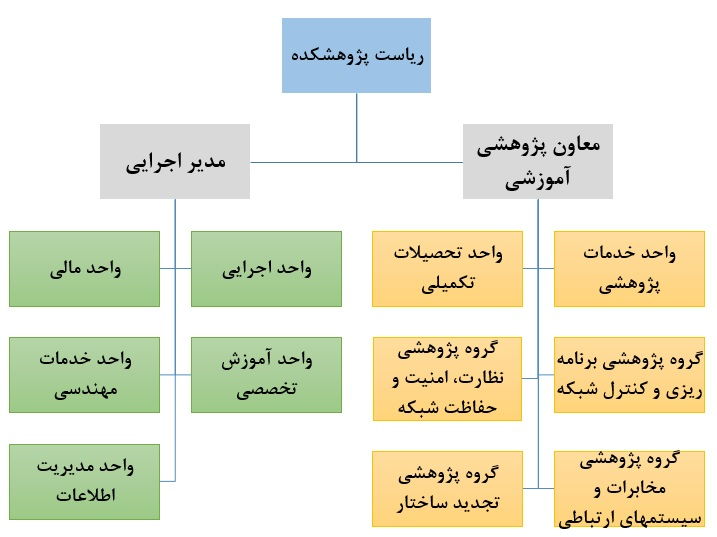 ریاست پژوهشکده
معاون پژوهشی
آموزشی
مدیر اجرایی
واحد خدمات
پژوهشی
واحد تحصیلات
تکمیلی
واحد اجرایی
واحد مالی
گروه پژوهشی برنامه
ریزی و کنترل شبکه
گروه پژوهشی
نظارت، امنیت و
حفاظت شبکه
واحد آموزش
تخصصی
واحد خدمات
مهندسی
گروه پژوهشی
مخابرات و
سیستمهای ارتباطی
گروه پژوهشی
تجدید ساختار
واحد مدیریت
اطلاعات